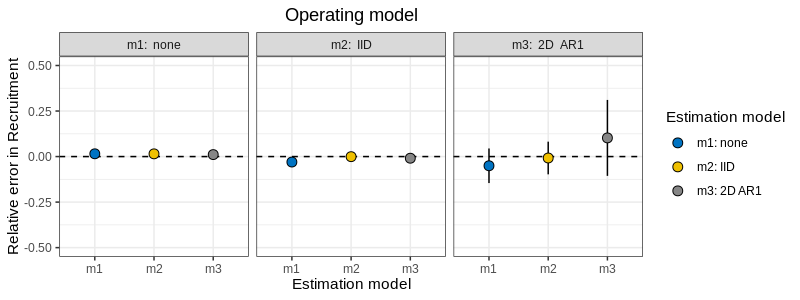 Operating model
m1: none
m2: IID
m3: 2D AR1
Relative error in Recruitment
0.50
0.25
0.00
-0.25
-0.50
m1 m2 m3
m1 m2 m3
m1 m2 m3
Estimation model
Estimation model
m1: none
m2: IID
m3: 2D AR1